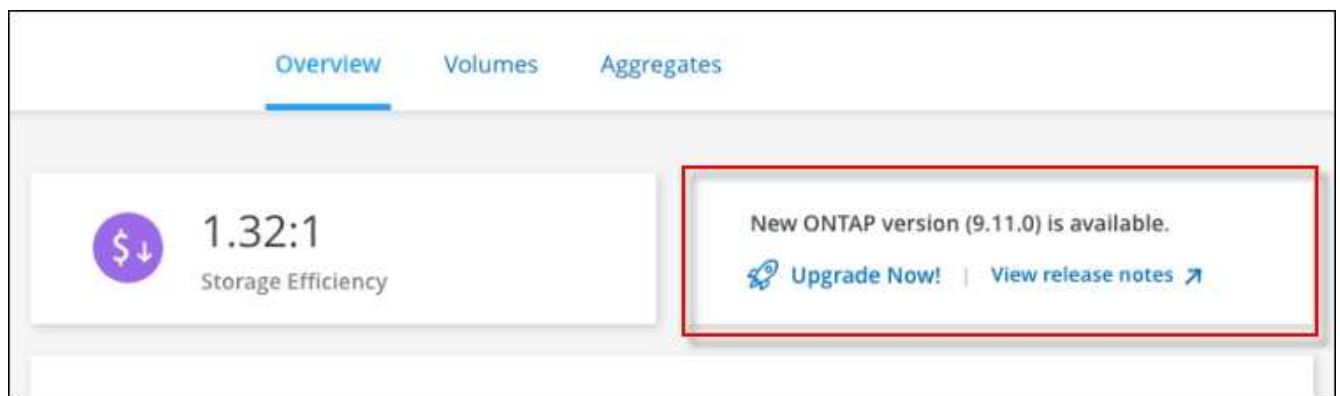 Overview Volumes Aggregates
1.32:1
Storage Efficiency
New ONTAP version (9.11.0) is available.
Upgrade Now! | View release notes